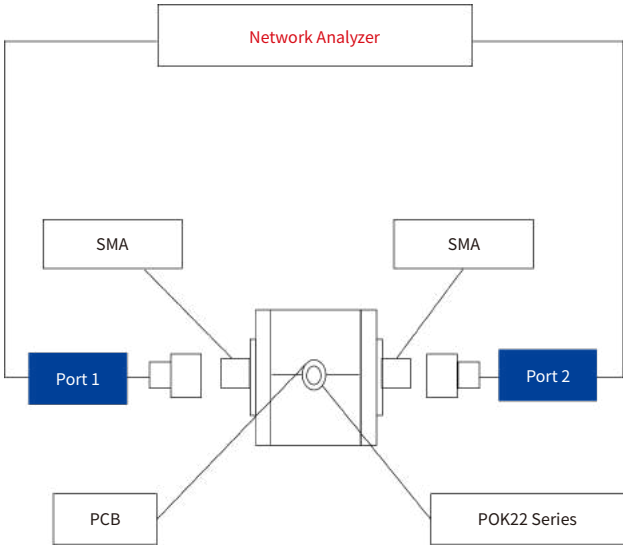 Network Analyzer
SMA
SMA
Port 1
Port 2
PCB
POK22 Series